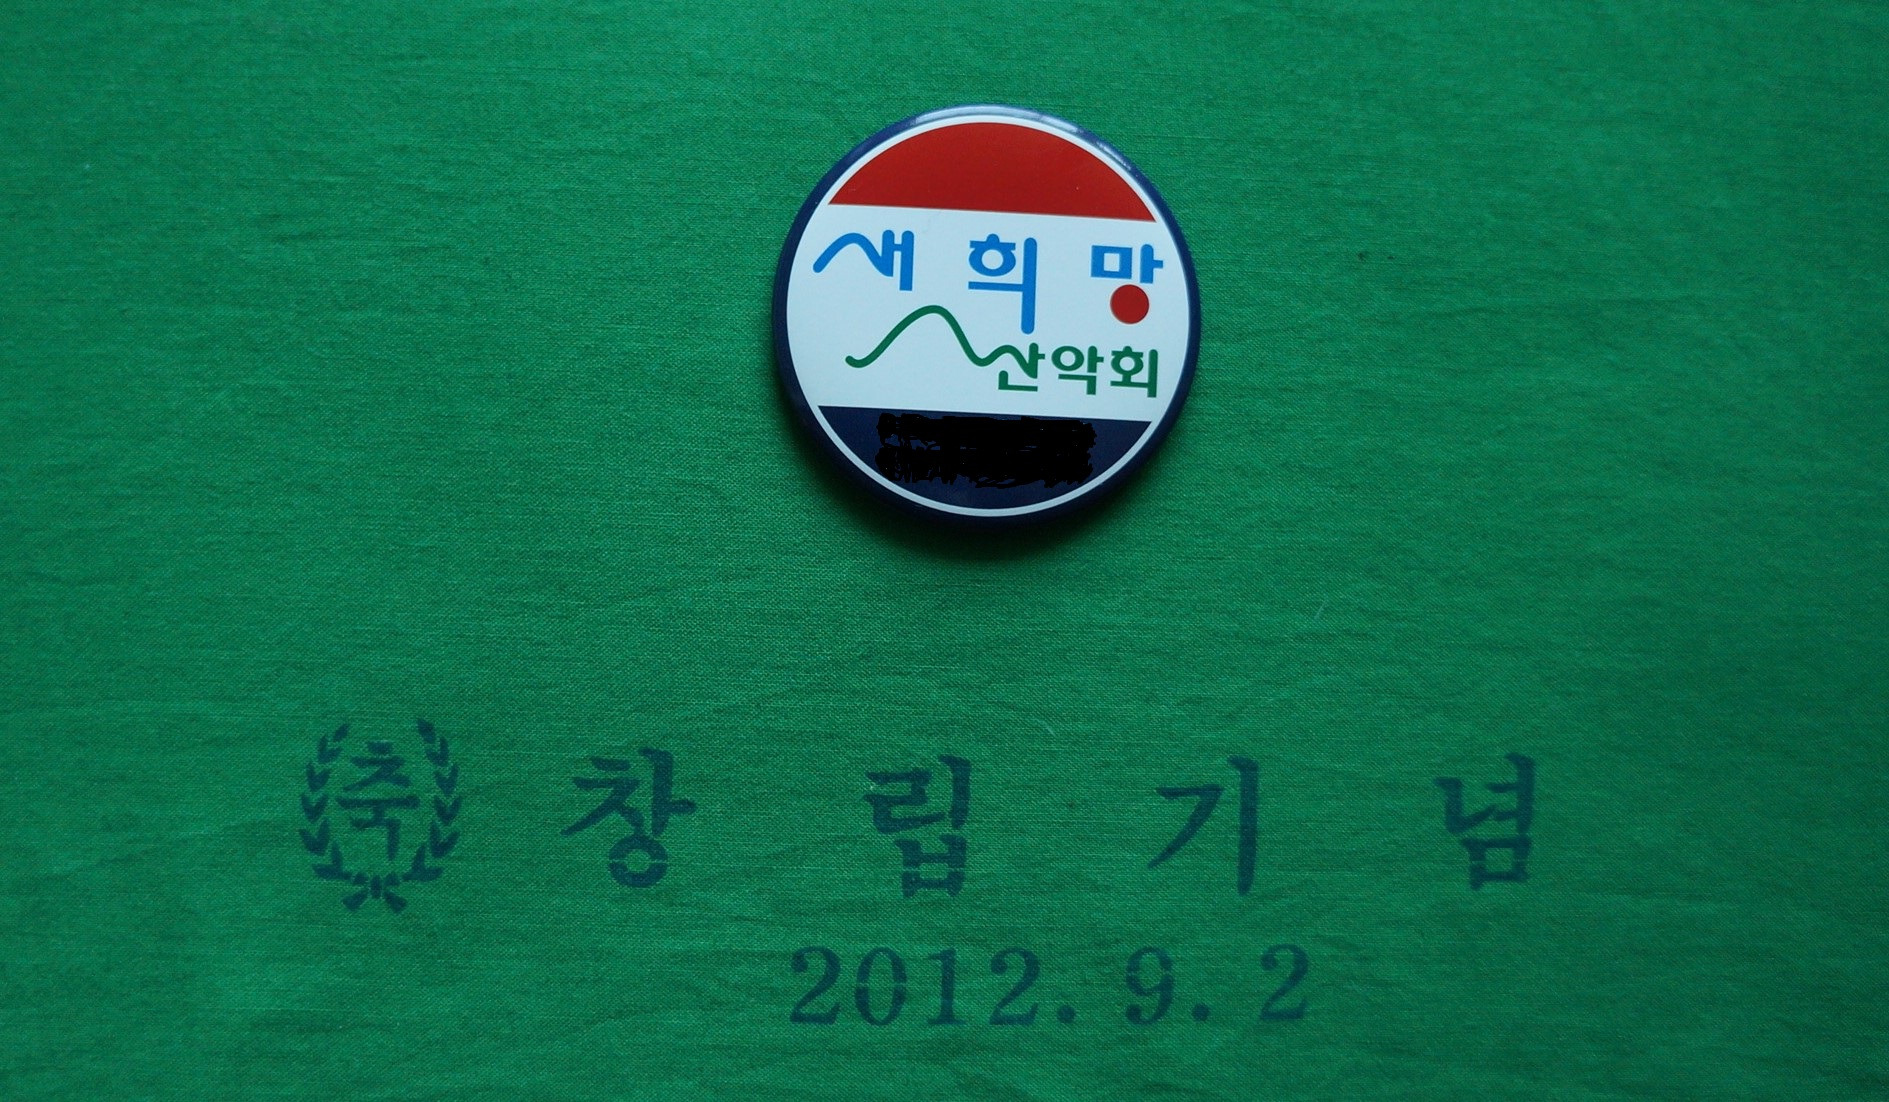 새희망
산악회
축 창립기념
2012. 9. 2